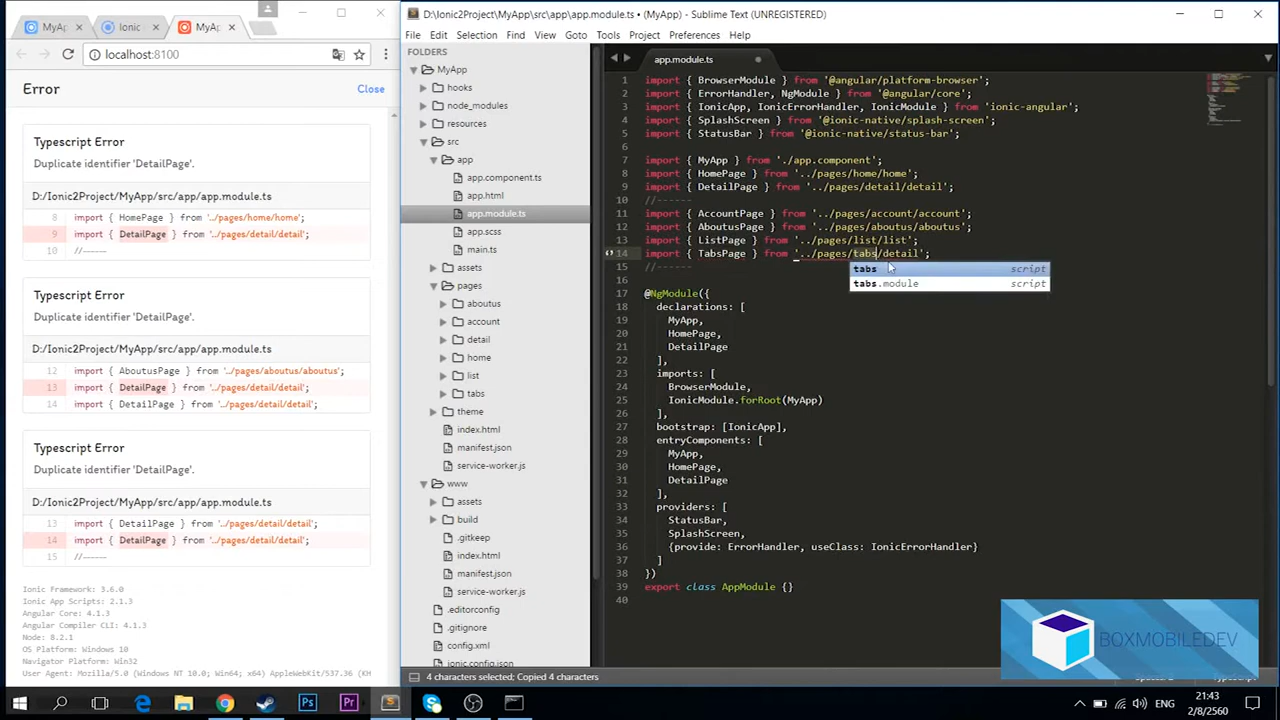 MyAp
Ionic
MyAp
localhost:8100
Error
Close
Typescript Error
Duplicate identifier 'DetailPage'.
D:/Ionic2Project/MyApp/src/app/app.module.ts
8 import { HomePage } from '../pages/home/home';
9 import { DetailPage } from '../pages/detail/detail';
10 //------
Typescript Error
Duplicate identifier 'DetailPage'.
D:/Ionic2Project/MyApp/src/app/app.module.ts
12 import { AboutusPage } from '../pages/aboutus/aboutus';
13 import { DetailPage } from '../pages/detail/detail';
14 import { DetailPage } from '../pages/detail/detail';
Typescript Error
Duplicate identifier 'DetailPage'.
D:/Ionic2Project/MyApp/src/app/app.module.ts
13 import { DetailPage } from '../pages/detail/detail';
14 import { DetailPage } from '../pages/detail/detail';
15 //------
Ionic Framework: 3.6.0
Ionic App Scripts: 2.1.3
Angular Core: 4.1.3
Angular Compiler CLI: 4.1.3
Node: 8.2.1
OS Platform: Windows 10
Navigator Platform: Win32
User Agent: Mozilla/5.0 (Windows NT 10.0; Win64; x64) AppleWebKit/537.36 (KH
D:\Ionic2Project\MyApp\src\app\app.module.ts • (MyApp) - Sublime Text (UNREGISTERED)
File Edit Selection Find View Goto Tools Project Preferences Help
FOLDERS
MyApp
hooks
node_modules
resources
src
app
app.component.ts
app.html
app.module.ts
app.scss
main.ts
assets
pages
aboutus
account
detail
home
list
tabs
theme
index.html
manifest.json
service-worker.js
www
assets
build
.gitkeep
index.html
manifest.json
service-worker.js
.editorconfig
.gitignore
config.xml
ionic.config.json
app.module.ts
1 import { BrowserModule } from '@angular/platform-browser';
2 import { ErrorHandler, NgModule } from '@angular/core';
3 import { IonicApp, IonicErrorHandler, IonicModule } from 'ionic-angular';
4 import { SplashScreen } from '@ionic-native/splash-screen';
5 import { StatusBar } from '@ionic-native/status-bar';
6
7 import { MyApp } from './app.component';
8 import { HomePage } from '../pages/home/home';
9 import { DetailPage } from '../pages/detail/detail';
10 //------
11 import { AccountPage } from '../pages/account/account';
12 import { AboutusPage } from '../pages/aboutus/aboutus';
13 import { ListPage } from '../pages/list/list';
14 import { TabsPage } from '../pages/tabs/detail';
15 //------
tabs script
tabs.module script
16
17 @NgModule({
18 declarations: [
19 MyApp,
20 HomePage,
21 DetailPage
22 ],
23 imports: [
24 BrowserModule,
25 IonicModule.forRoot(MyApp)
26 ],
27 bootstrap: [IonicApp],
28 entryComponents: [
29 MyApp,
30 HomePage,
31 DetailPage
32 ],
33 providers: [
34 StatusBar,
35 SplashScreen,
36 {provide: ErrorHandler, useClass: IonicErrorHandler}
37 ]
38 })
39 export class AppModule {}
40
BOXMOBILEDEV
4 characters selected; Copied 4 characters
ENG
21:43
2/8/2560